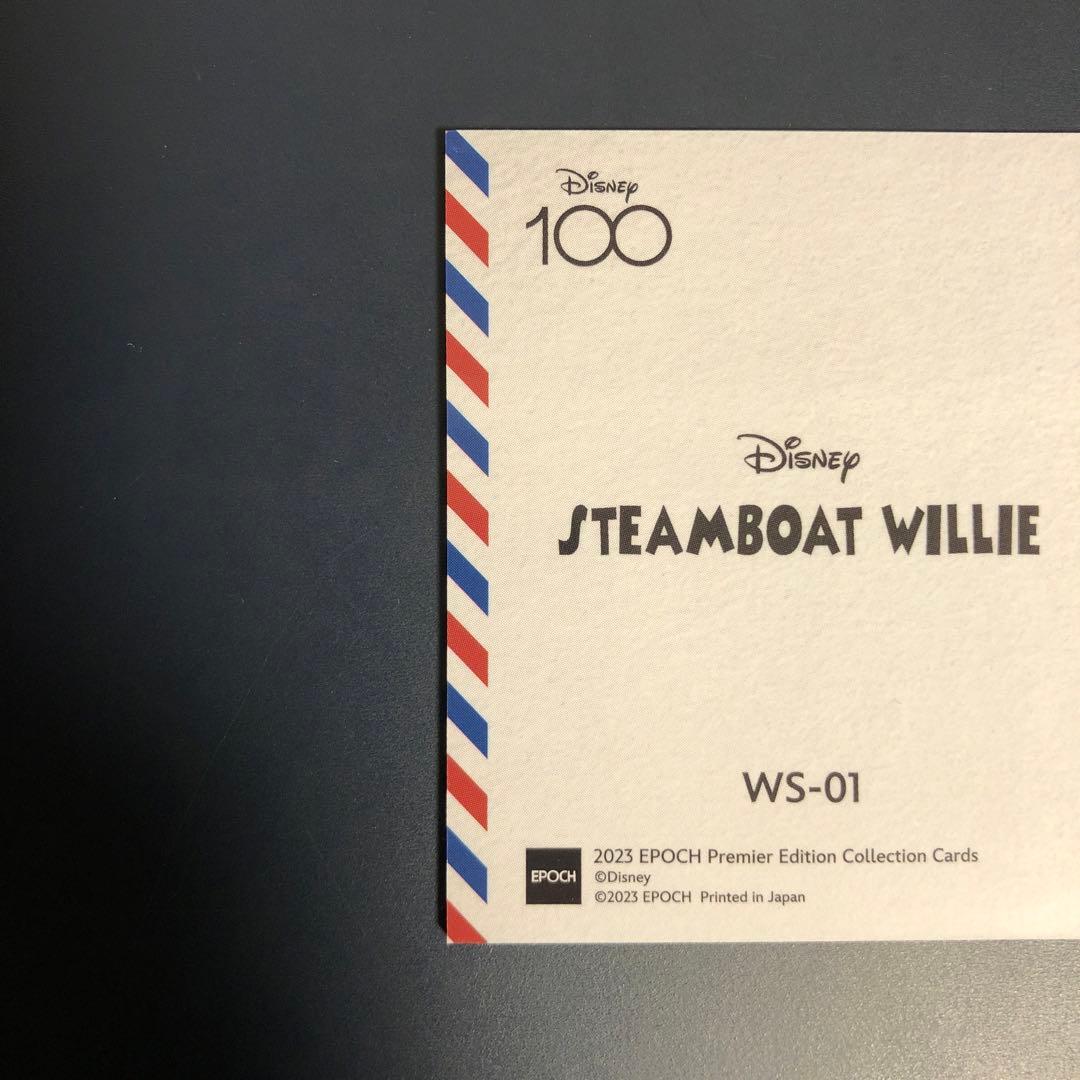 Disney
100
Disney
STEAMBOAT WILLIE
WS-01
EPOCH
2023 EPOCH Premier Edition Collection Cards
©Disney
©2023 EPOCH Printed in Japan